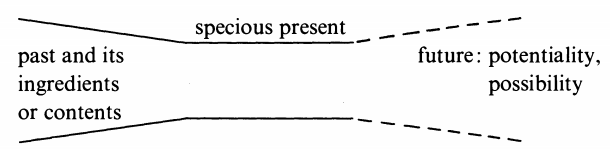 specious present
past and its
ingredients
or contents
future: potentiality,
possibility